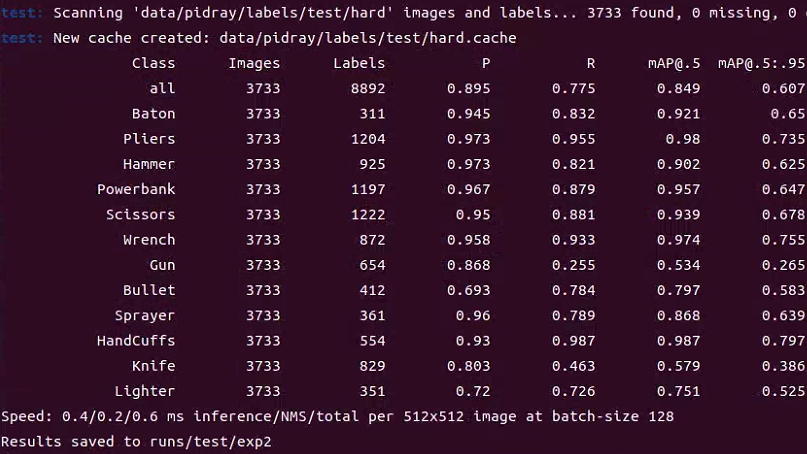 test: Scanning 'data/pidray/labels/test/hard' images and labels... 3733 found, 0 missing, 0
test: New cache created: data/pidray/labels/test/hard.cache
Class Images Labels P R mAP@.5 mAP@.5:.95
all 3733 8892 0.895 0.775 0.849 0.607
Baton 3733 311 0.945 0.832 0.921 0.65
Pliers 3733 1204 0.973 0.955 0.98 0.735
Hammer 3733 925 0.973 0.821 0.902 0.625
Powerbank 3733 1197 0.967 0.879 0.957 0.647
Scissors 3733 1222 0.95 0.881 0.939 0.678
Wrench 3733 872 0.958 0.933 0.974 0.755
Gun 3733 654 0.868 0.255 0.534 0.265
Bullet 3733 412 0.693 0.784 0.797 0.583
Sprayer 3733 361 0.96 0.789 0.868 0.639
HandCuffs 3733 554 0.93 0.987 0.987 0.797
Knife 3733 829 0.803 0.463 0.579 0.386
Lighter 3733 351 0.72 0.726 0.751 0.525
Speed: 0.4/0.2/0.6 ms inference/NMS/total per 512x512 image at batch-size 128
Results saved to runs/test/exp2